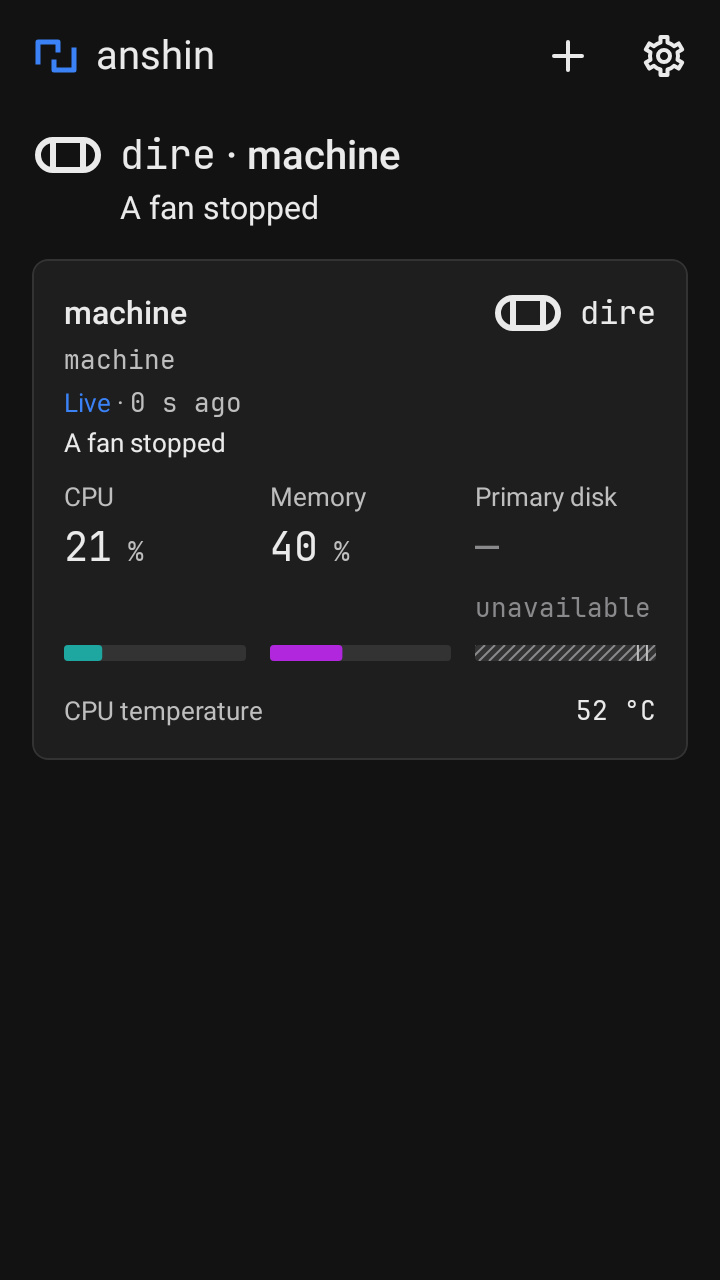 anshin
dire · machine
A fan stopped
machine
dire
machine
Live · 0 s ago
A fan stopped
CPU
Memory
Primary disk
21 %
40 %
—
unavailable
CPU temperature
52 °C